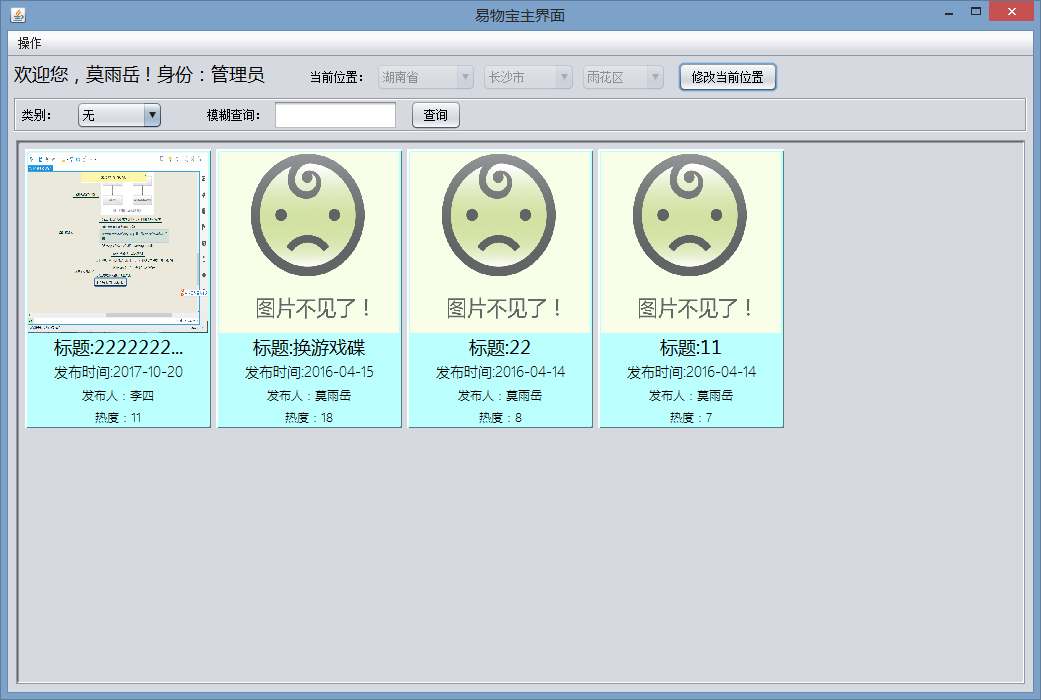 易物宝主界面
操作
欢迎您，莫雨岳！身份：管理员
当前位置：
湖南省
长沙市
雨花区
修改当前位置
类别：
无
模糊查询：
查询
标题:2222222...
发布时间:2017-10-20
发布人：李四
热度：11
图片不见了！
标题:换游戏碟
发布时间:2016-04-15
发布人：莫雨岳
热度：18
图片不见了！
标题:22
发布时间:2016-04-14
发布人：莫雨岳
热度：8
图片不见了！
标题:11
发布时间:2016-04-14
发布人：莫雨岳
热度：7